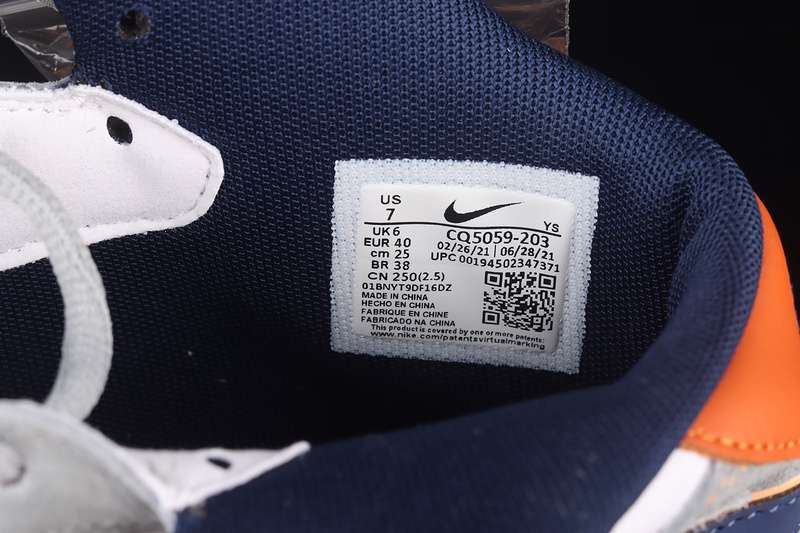 US
7
YS
UK 6
CQ5059-203
EUR 40
02/26/21 | 06/28/21
cm 25
UPC 00194502347371
BR 38
CN 250(2.5)
01BNYT9DF16DZ
MADE IN CHINA
HECHO EN CHINA
FABRIQUE EN CHINE
FABRICADO NA CHINA
This product is covered by one or more patents:
www.nike.com/patentsvirtualmarking